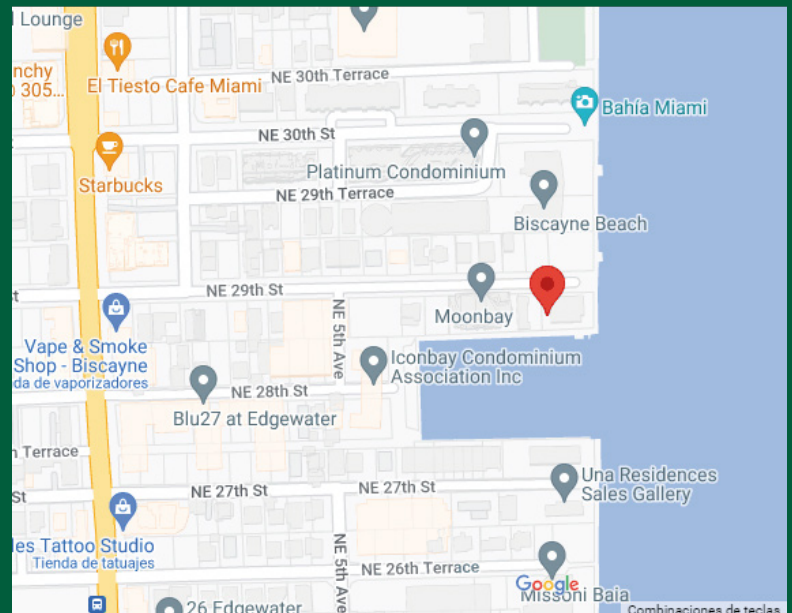 l Lounge
NE 30th Terrace
nchy
305...
El Tiesto Cafe Miami
Bahía Miami
NE 30th St
Platinum Condominium
Starbucks
NE 29th Terrace
Biscayne Beach
NE 29th St
st
Moonbay
NE 5th Ave
Vape & Smoke
Shop - Biscayne
da de vaporizadores
Iconbay Condominium
Association Inc
NE 28th St
Blu27 at Edgewater
Terrace
St
NE 27th St
NE 27th St
Una Residences
Sales Gallery
les Tattoo Studio
Tienda de tatuajes
NE 5th Ave
NE 26th Terrace
Google
Missoni Baia
26 Edgewater
Combinaciones de teclas